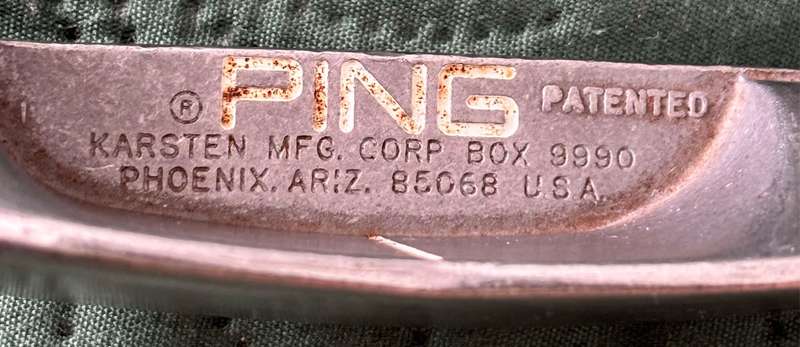 ® PING PATENTED
KARSTEN MFG. CORP BOX 9990
PHOENIX. ARIZ. 85068 U.S.A.